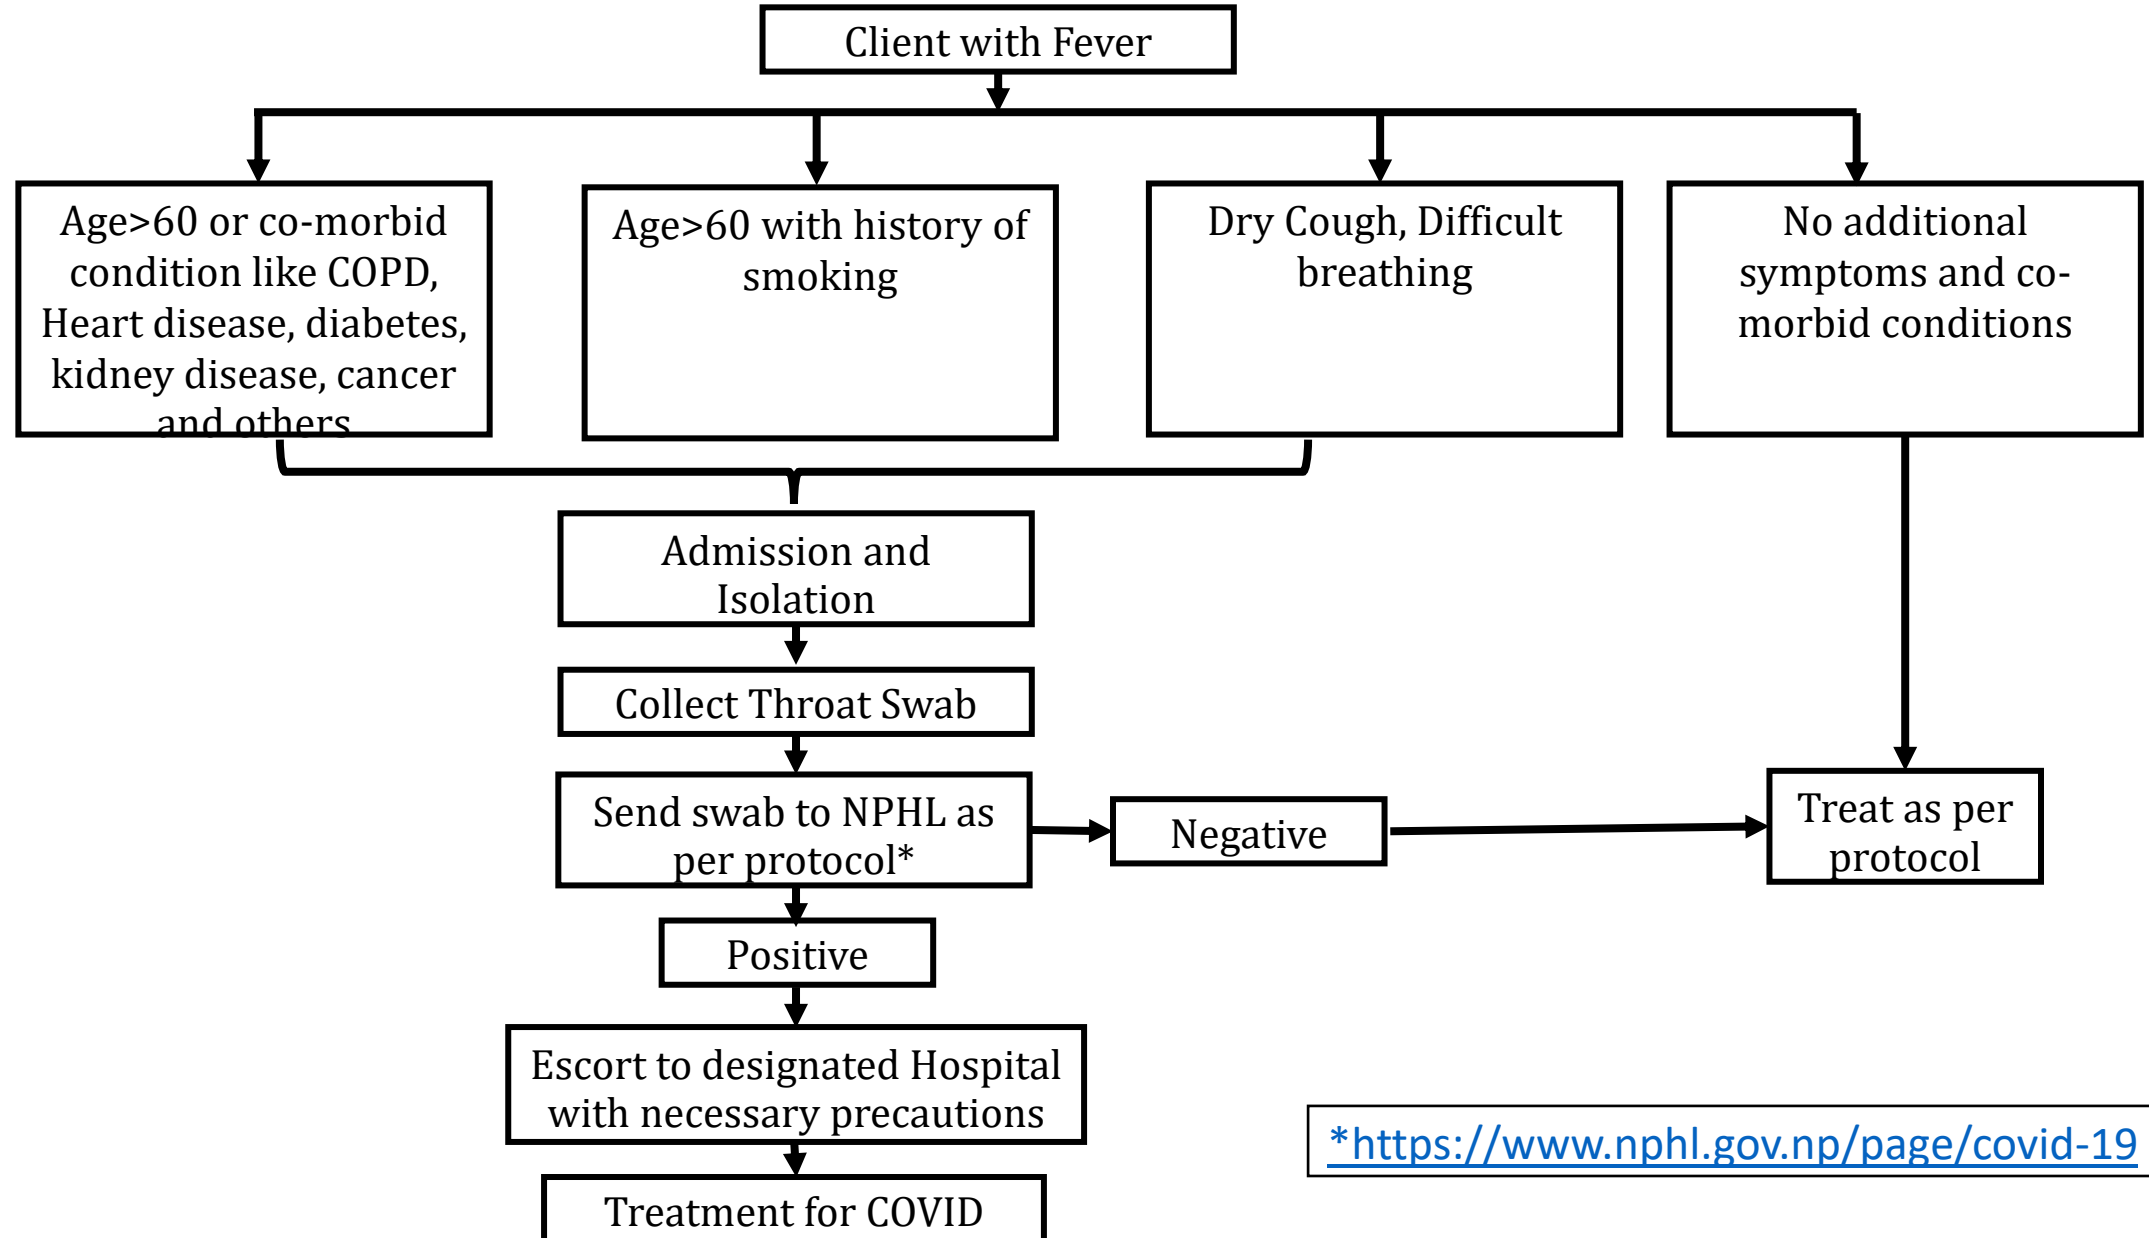 Client with Fever
Age>60 or co-morbid
condition like COPD,
Heart disease, diabetes,
kidney disease, cancer
and others
Age>60 with history of
smoking
Dry Cough, Difficult
breathing
No additional
symptoms and co-
morbid conditions
Admission and
Isolation
Collect Throat Swab
Send swab to NPHL as
per protocol*
Negative
Treat as per
protocol
Positive
Escort to designated Hospital
with necessary precautions
*https://www.nphl.gov.np/page/covid-19
Treatment for COVID